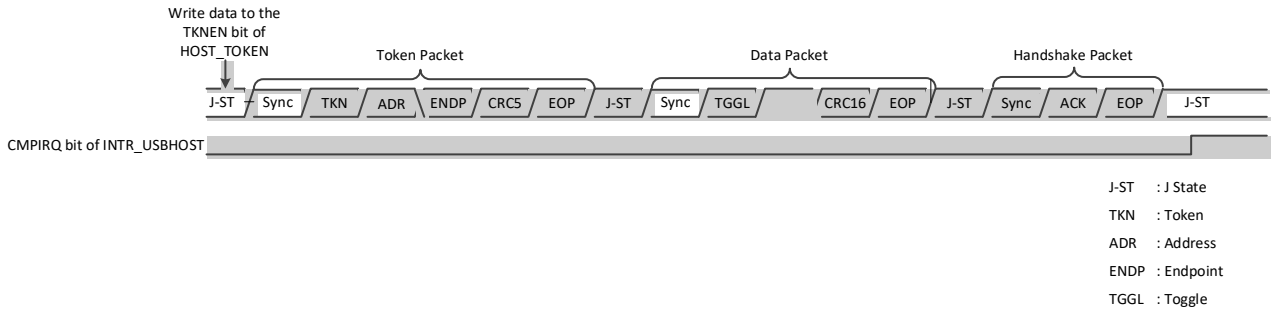 Write data to the
TKNEN bit of
HOST_TOKEN
Token Packet
Data Packet
Handshake Packet
J-ST Sync TKN ADR ENDP CRC5 EOP J-ST Sync TGGL CRC16 EOP J-ST Sync ACK EOP J-ST
CMPIRQ bit of INTR_USBHOST
J-ST : J State
TKN : Token
ADR : Address
ENDP : Endpoint
TGGL : Toggle